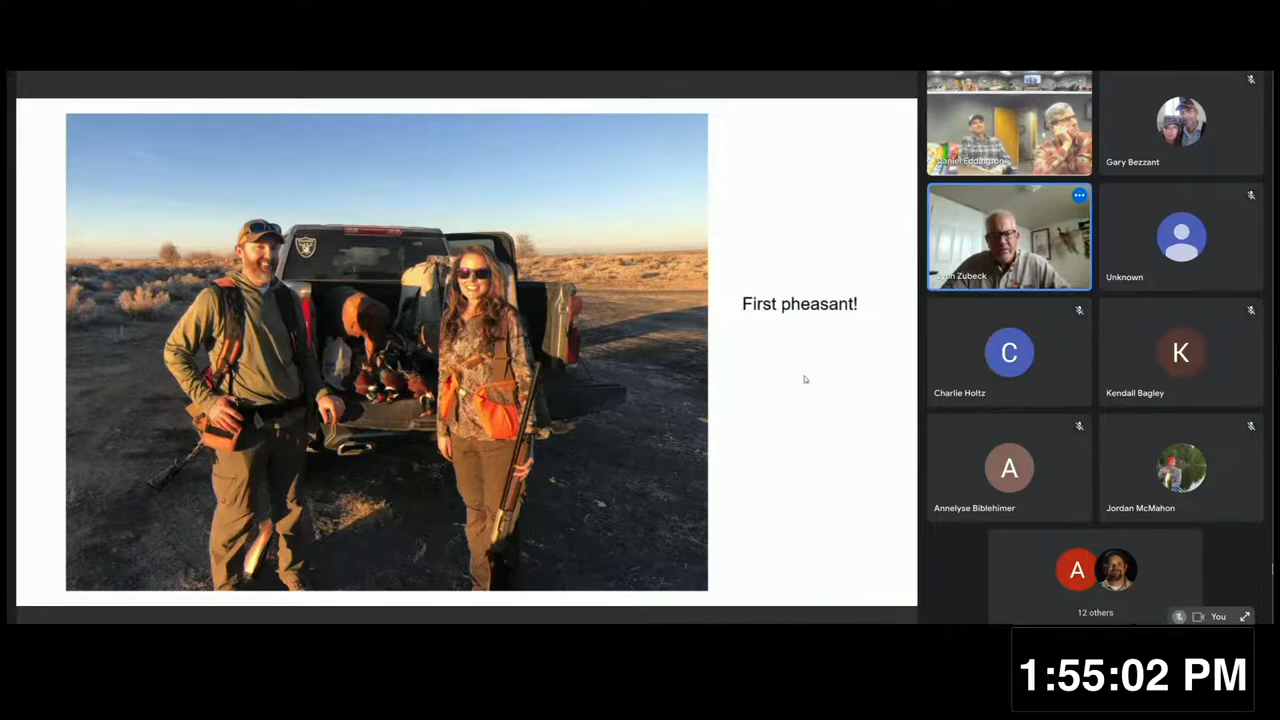 First pheasant!
Daniel Eddington
Gary Bezzant
Zubeck
Unknown
C
Charlie Holtz
K
Kendall Bagley
A
Annelyse Biblehimer
Jordan McMahon
A
12 others
You
1:55:02 PM